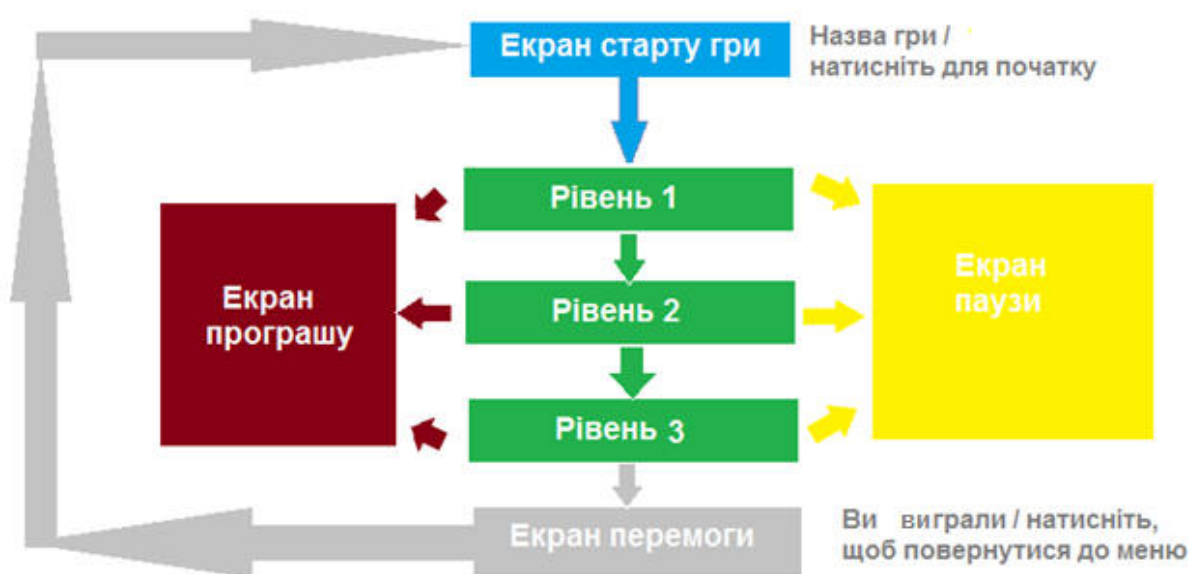 Екран старту гри
Назва гри /
натисніть для початку
Рівень 1
Екран
програшу
Рівень 2
Екран
паузи
Рівень 3
Екран перемоги
Ви виграли / натисніть,
щоб повернутися до меню